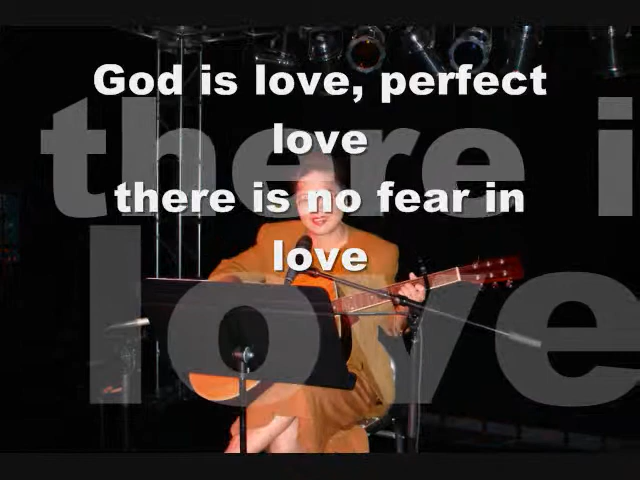 God is love, perfect
love
there is no fear in
love
there i
love